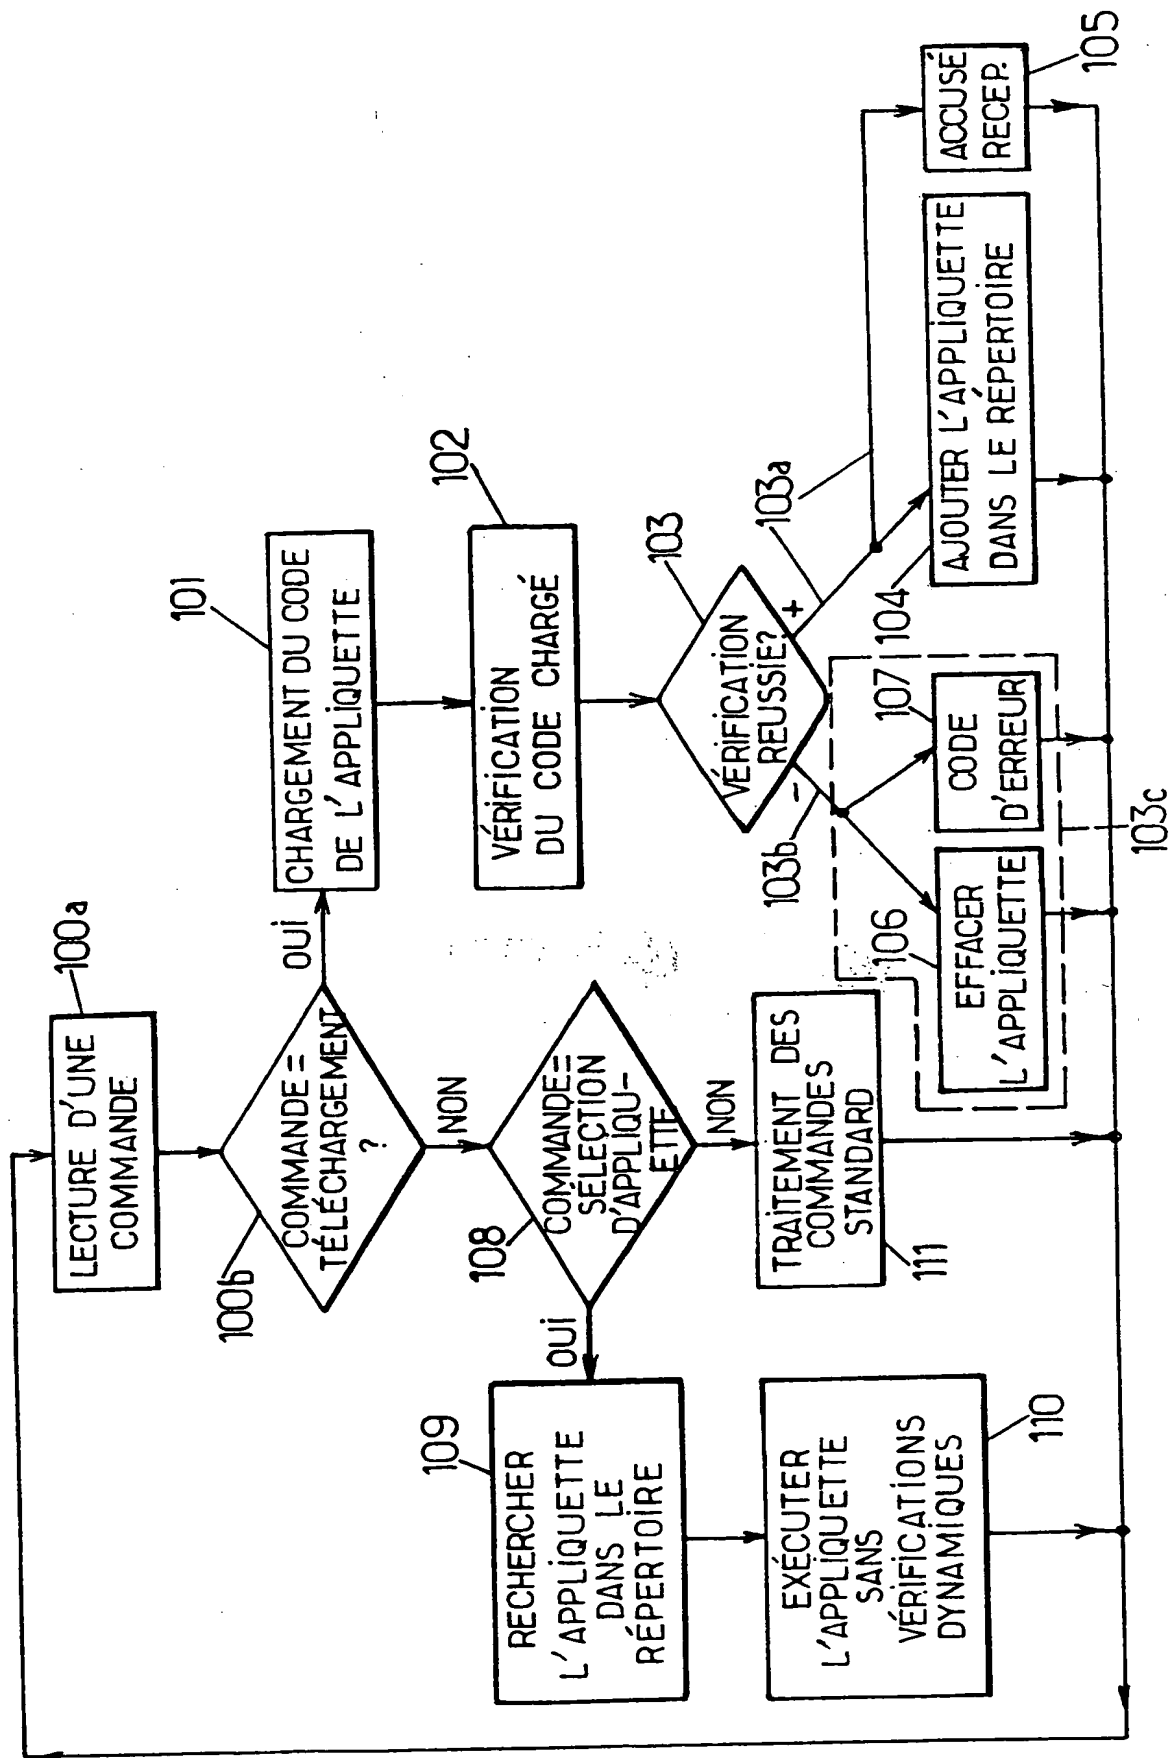 100a
LECTURE D'UNE
COMMANDE
100b
COMMANDE =
TÉLÉCHARGEMENT
?
OUI
NON
101
CHARGEMENT DU CODE
DE L'APPLIQUETTE
102
VÉRIFICATION
DU CODE CHARGÉ
103
VÉRIFICATION
REUSSIE?
+
-
103a
103b
103c
104
AJOUTER L'APPLIQUETTE
DANS LE RÉPERTOIRE
105
ACCUSÉ
RECEP.
106
EFFACER
L'APPLIQUETTE
107
CODE
D'ERREUR
108
COMMANDE=
SÉLECTION
D'APPLIQU-
ETTE
OUI
NON
109
RECHERCHER
L'APPLIQUETTE
DANS LE
RÉPERTOIRE
110
EXÉCUTER
L'APPLIQUETTE
SANS
VÉRIFICATIONS
DYNAMIQUES
111
TRAITEMENT DES
COMMANDES
STANDARD